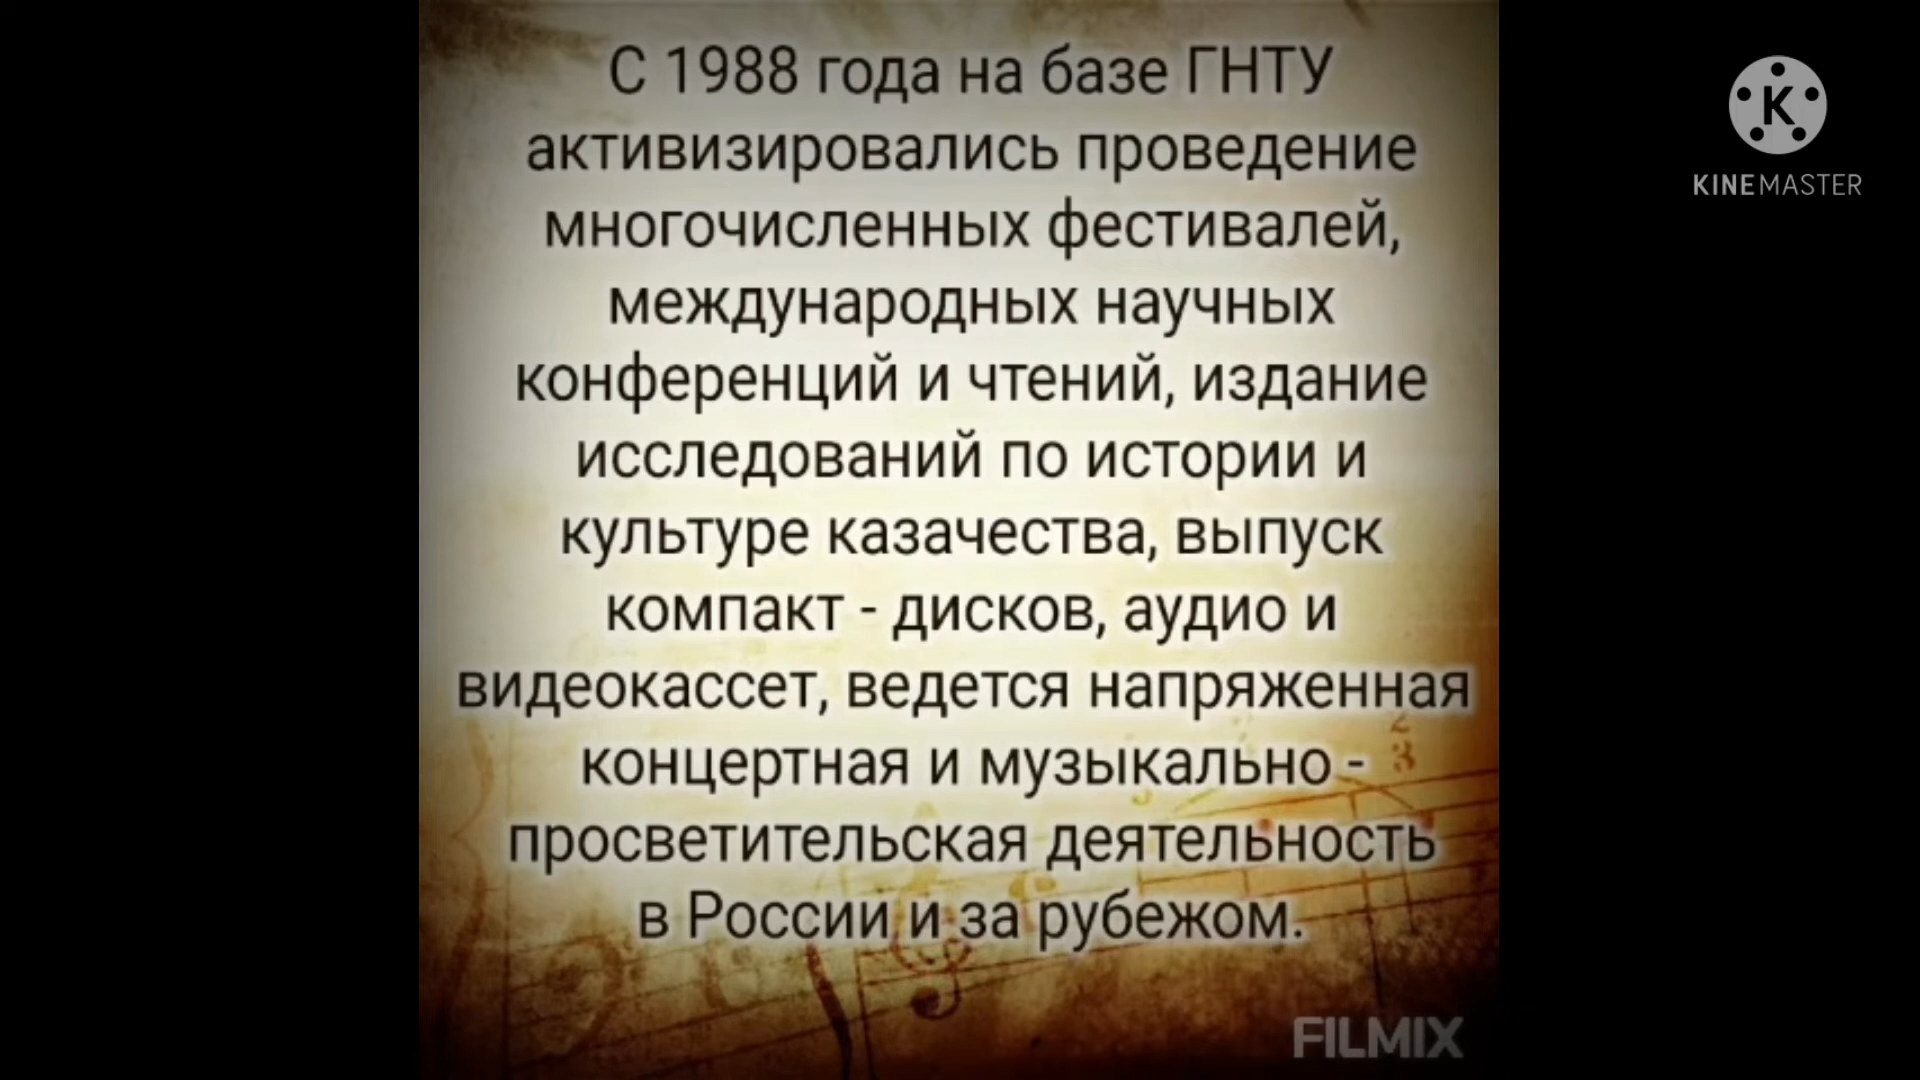 С 1988 года на базе ГНТУ
активизировались проведение
многочисленных фестивалей,
международных научных
конференций и чтений, издание
исследований по истории и
культуре казачества, выпуск
компакт - дисков, аудио и
видеокассет, ведется напряженная
концертная и музыкально -
просветительская деятельность
в России и за рубежом.
K
KINEMASTER
FILMIX